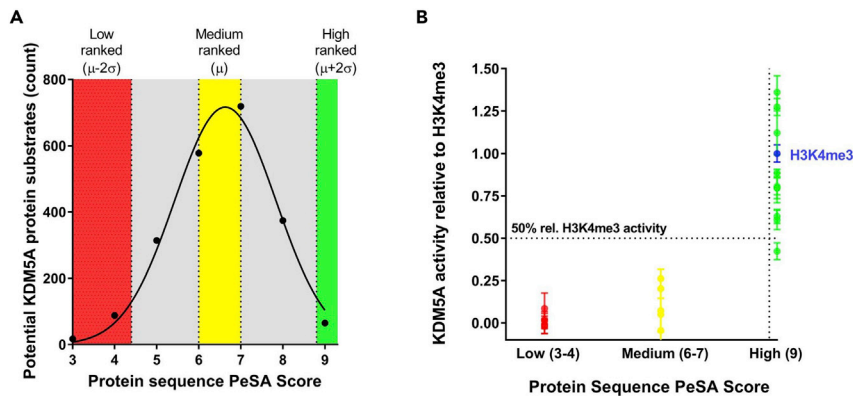 A
Low
ranked
(μ-2σ)
Medium
ranked
(μ)
High
ranked
(μ+2σ)
Potential KDM5A protein substrates (count)
800
600
400
200
0
3 4 5 6 7 8 9
Protein sequence PeSA Score
B
KDM5A activity relative to H3K4me3
1.50
1.25
1.00
0.75
0.50
0.25
0.00
H3K4me3
50% rel. H3K4me3 activity
Low (3-4) Medium (6-7) High (9)
Protein Sequence PeSA Score